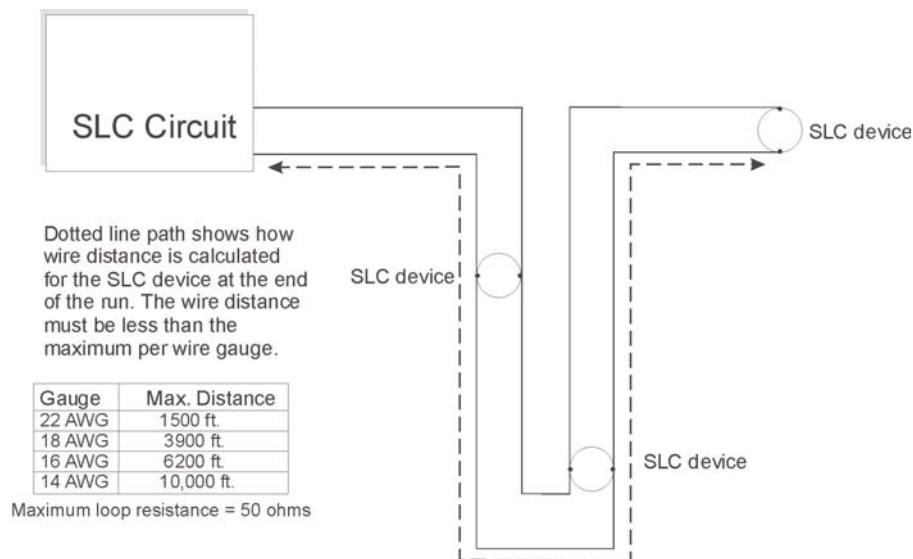 SLC Circuit
SLC device
Dotted line path shows how
wire distance is calculated
for the SLC device at the end
of the run. The wire distance
must be less than the
maximum per wire gauge.
SLC device
Gauge Max. Distance
22 AWG 1500 ft.
18 AWG 3900 ft.
16 AWG 6200 ft.
14 AWG 10,000 ft.
Maximum loop resistance = 50 ohms
SLC device